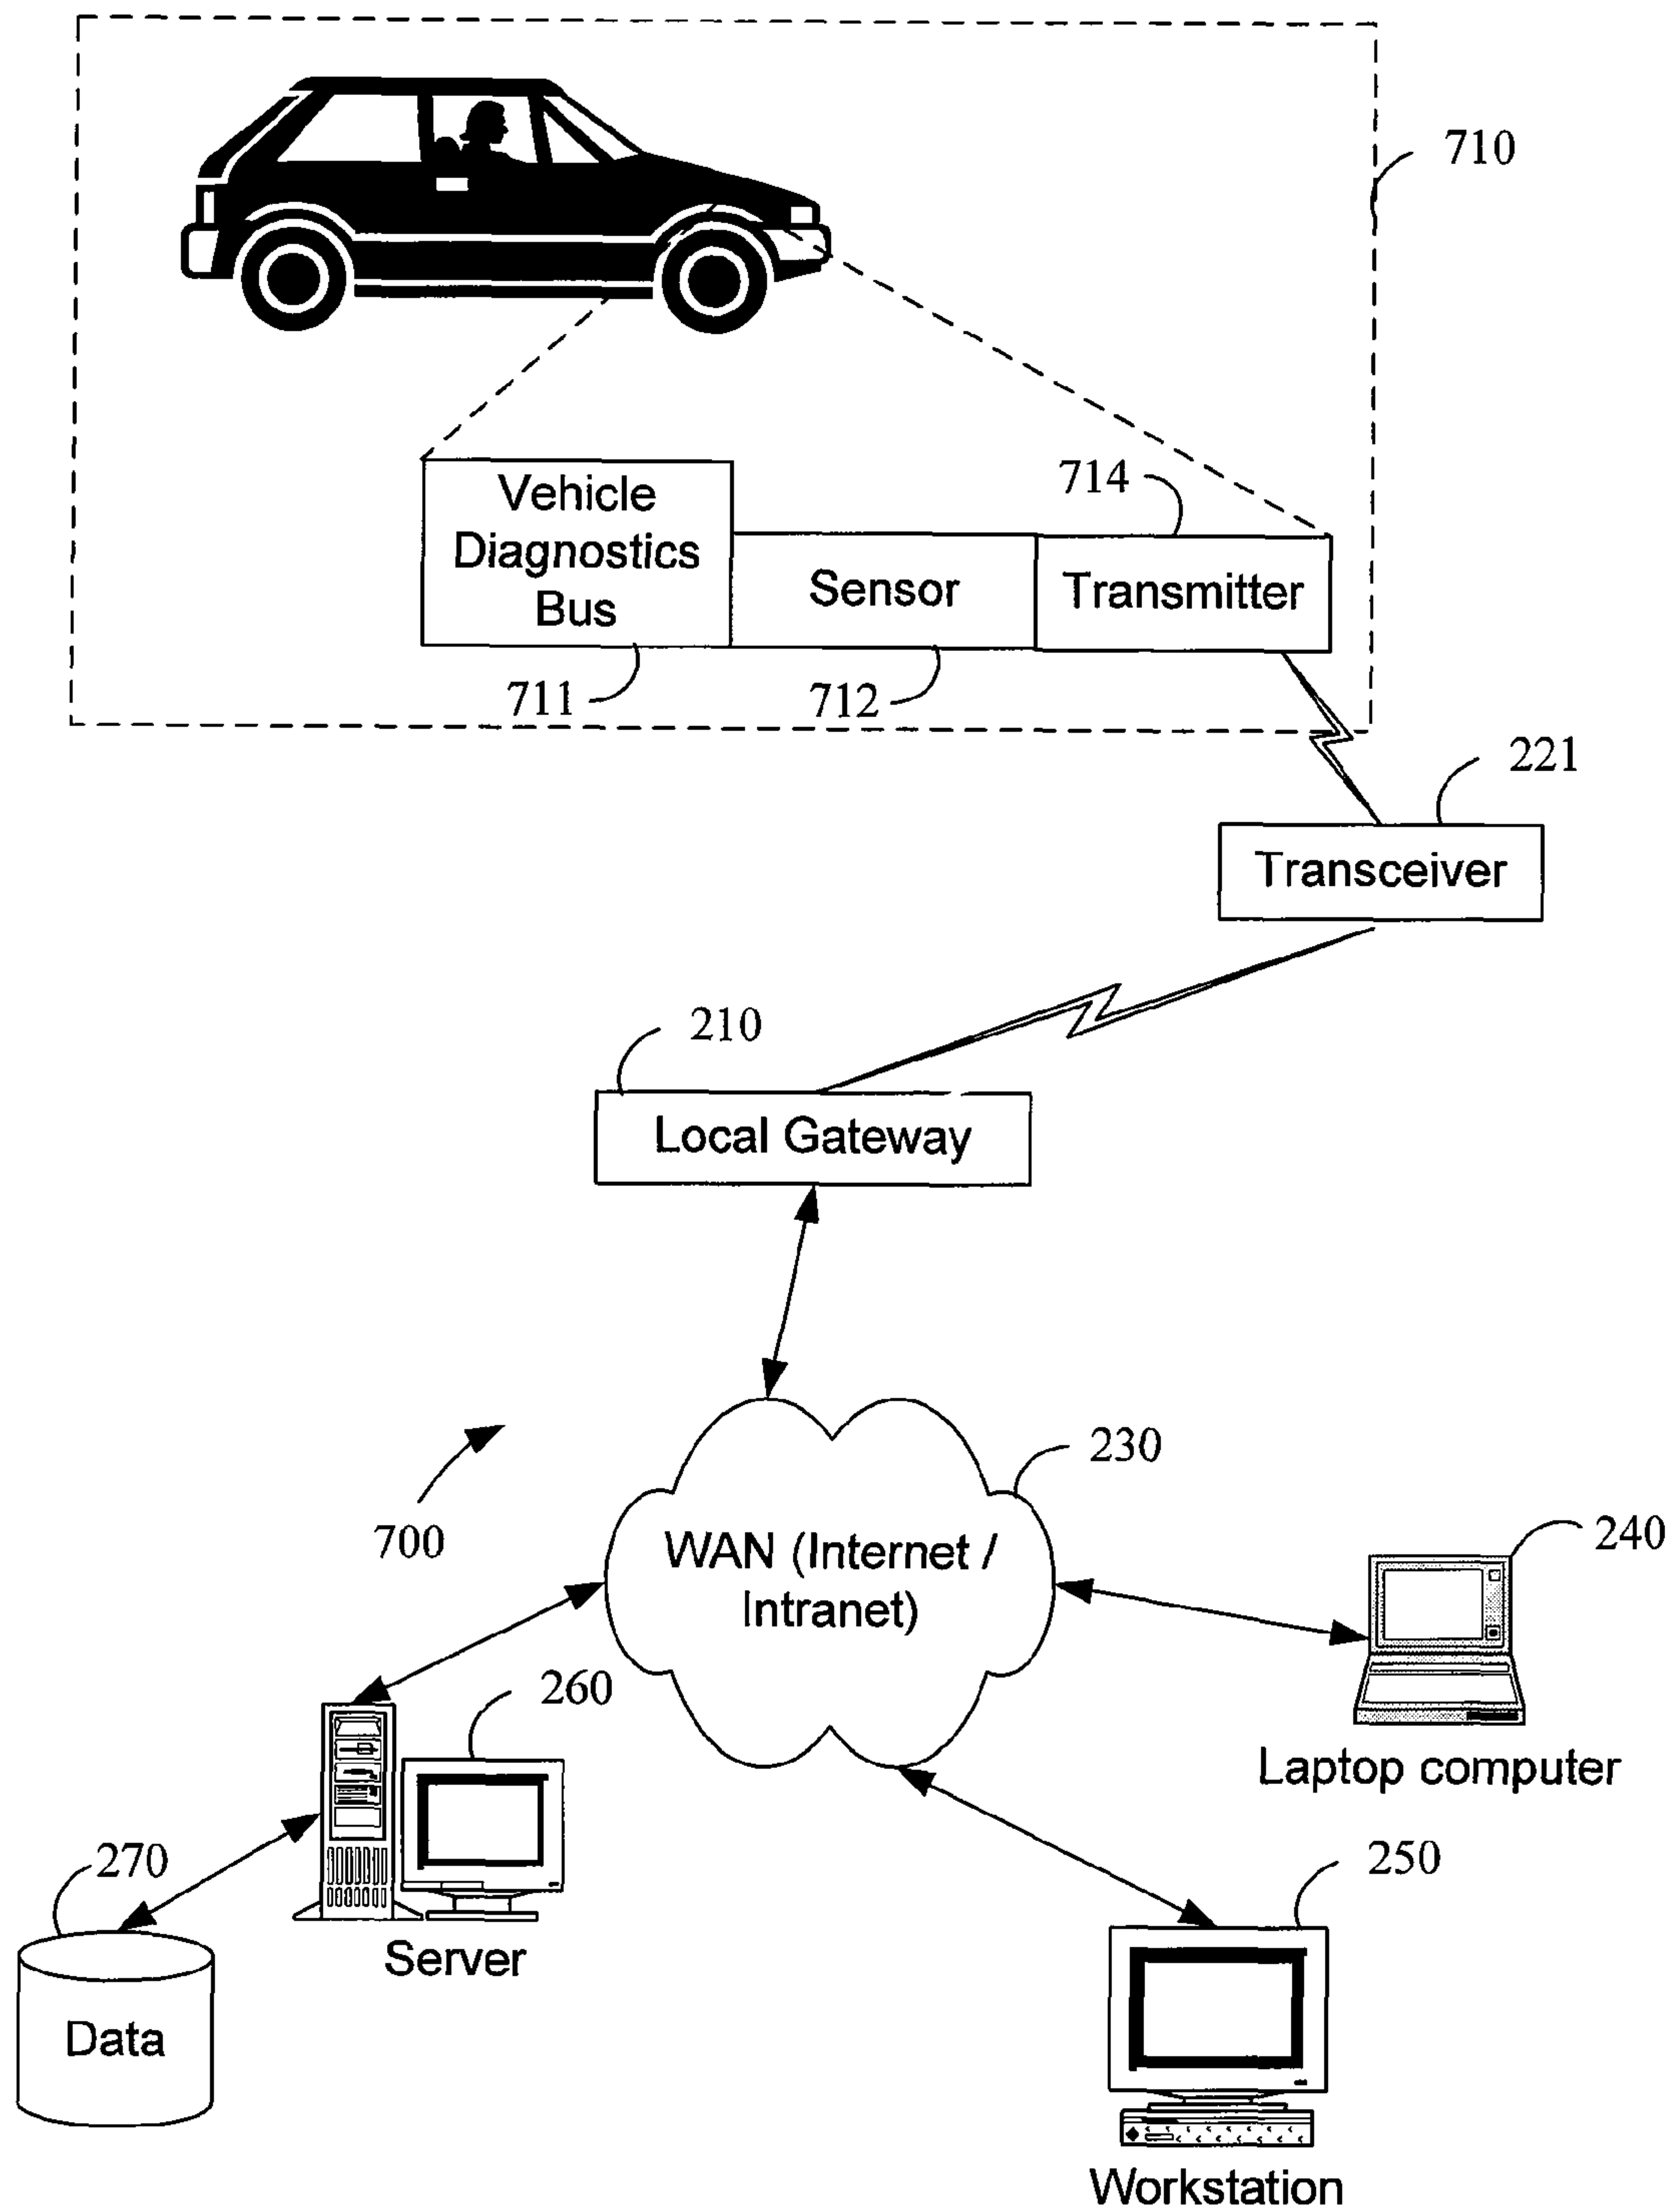 710
Vehicle
Diagnostics
Bus
714
Sensor
Transmitter
711
712
221
Transceiver
210
Local Gateway
230
700
WAN (Internet /
Intranet)
240
260
Laptop computer
270
250
Server
Data
Workstation